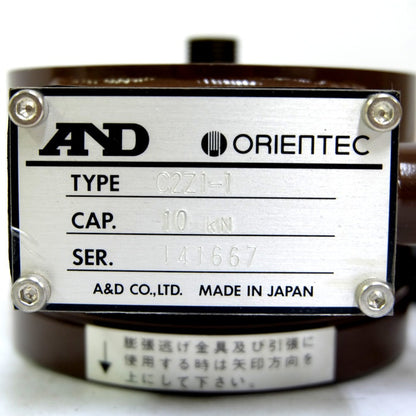 AND ORIENTEC
TYPE C2Z1-1
CAP. 10 kN
SER. 141667
A&D CO.,LTD. MADE IN JAPAN
膨張逃げ金具及び引張に
使用する時は矢印方向を
上にして下さい。